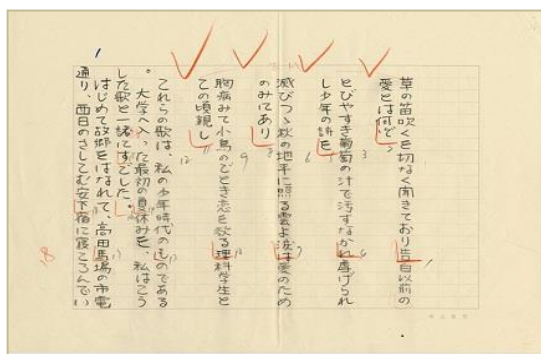 草の笛吹くを切なく聞きており告白以前の
愛とは何ぞ
とびやすき葡萄の汁で汚すなかれ虐げられ
し少年の詩を
滅びつゝ秋の地平に照る雲よ涙は愛のため
のみにあり
胸病みて小鳥のごとき恋を欲る理科学生と
この頃親し
これらの歌は、私の少年時代のものである
。大学へ入った最初の夏休みを、私はこう
した歌と一緒にすごした。
はじめて故郷をはなれて、高田馬場の市電
通り、西日のさしてむ安下宿に寝ころんでい